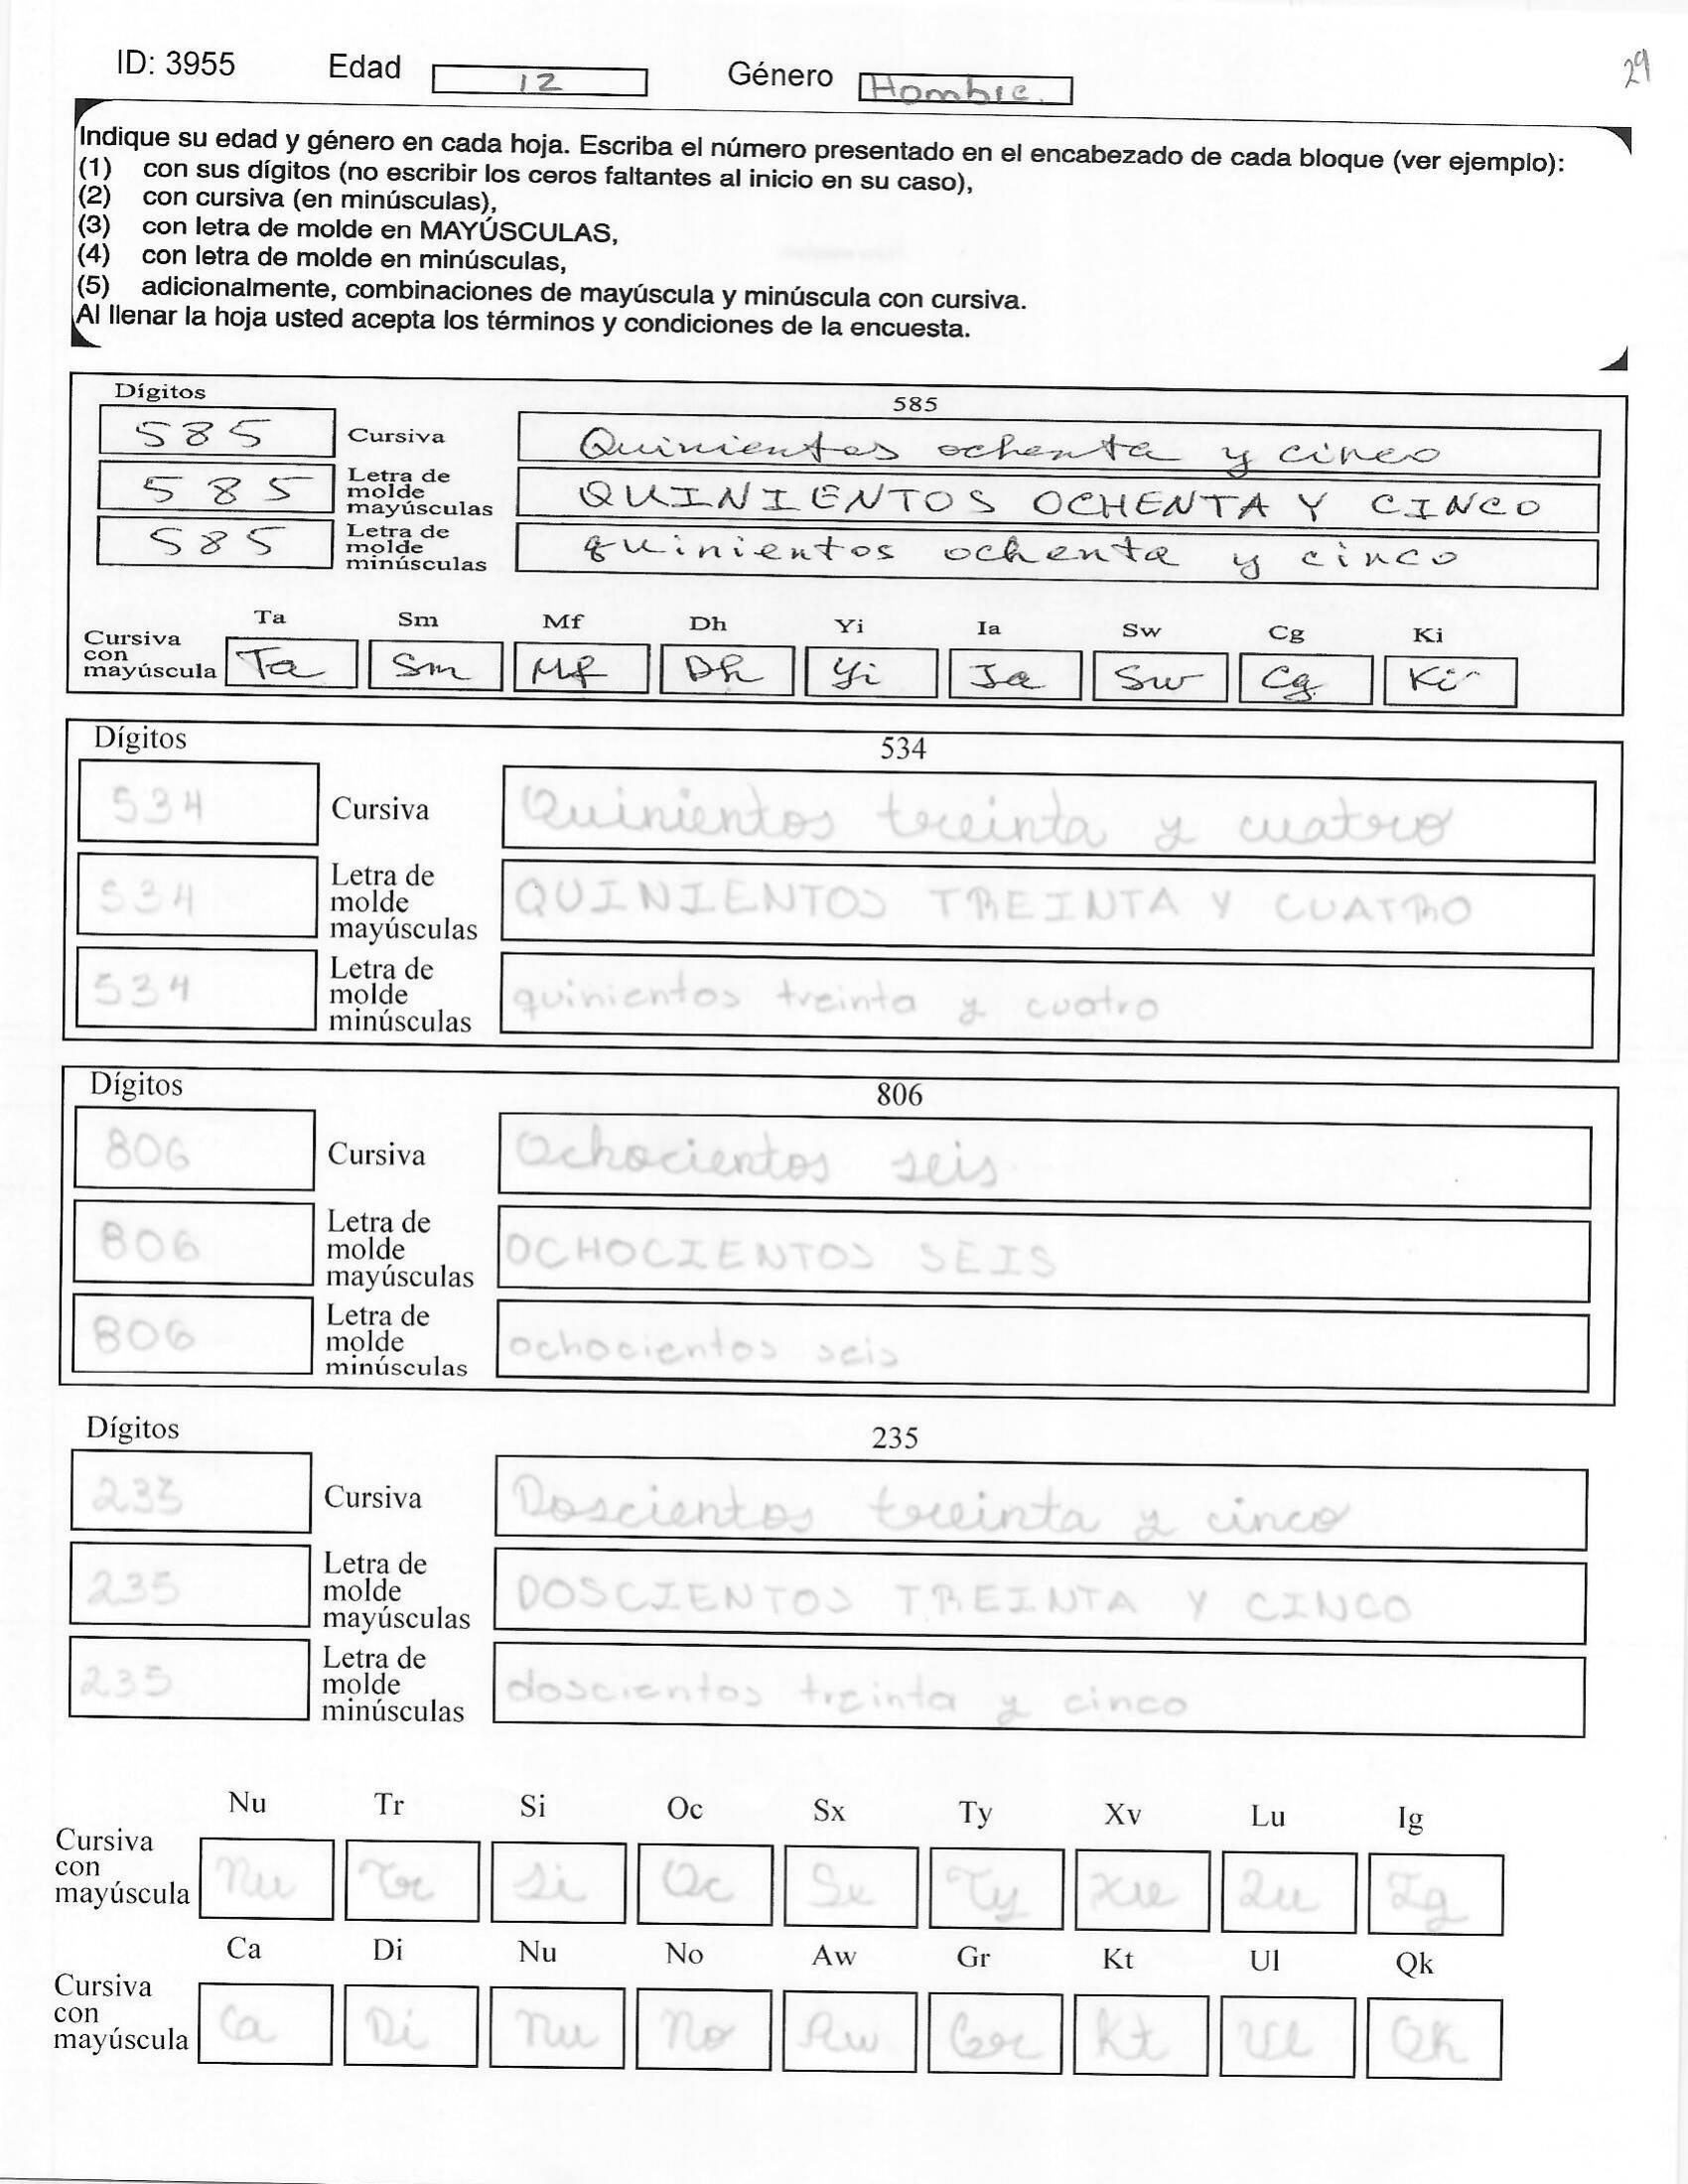 ID: 3955 Edad 12 Género Hombre. 29
Indique su edad y género en cada hoja. Escriba el número presentado en el encabezado de cada bloque (ver ejemplo):
(1) con sus dígitos (no escribir los ceros faltantes al inicio en su caso),
(2) con cursiva (en minúsculas),
(3) con letra de molde en MAYÚSCULAS,
(4) con letra de molde en minúsculas,
(5) adicionalmente, combinaciones de mayúscula y minúscula con cursiva.
Al llenar la hoja usted acepta los términos y condiciones de la encuesta.
Dígitos 585
585 Cursiva Quinientos ochenta y cinco
585 Letra de molde mayúsculas QUINIENTOS OCHENTA Y CINCO
585 Letra de molde minúsculas quinientos ochenta y cinco
Ta Sm Mf Dh Yi Ia Sw Cg Ki
Cursiva con mayúscula Ta Sm Mf Dh Yi Ia Sw Cg Ki
Dígitos 534
534 Cursiva Quinientos treinta y cuatro
534 Letra de molde mayúsculas QUINIENTOS TREINTA Y CUATRO
534 Letra de molde minúsculas quinientos treinta y cuatro
Dígitos 806
806 Cursiva Ochocientos seis
806 Letra de molde mayúsculas OCHOCIENTOS SEIS
806 Letra de molde minúsculas ochocientos seis
Dígitos 235
235 Cursiva Doscientos treinta y cinco
235 Letra de molde mayúsculas DOSCIENTOS TREINTA Y CINCO
235 Letra de molde minúsculas doscientos treinta y cinco
Nu Tr Si Oc Sx Ty Xv Lu Ig
Cursiva con mayúscula Nu Tr Si Oc Sx Ty Xv Lu Ig
Ca Di Nu No Aw Gr Kt Ul Qk
Cursiva con mayúscula Ca Di Nu No Aw Gr Kt Ul Qk